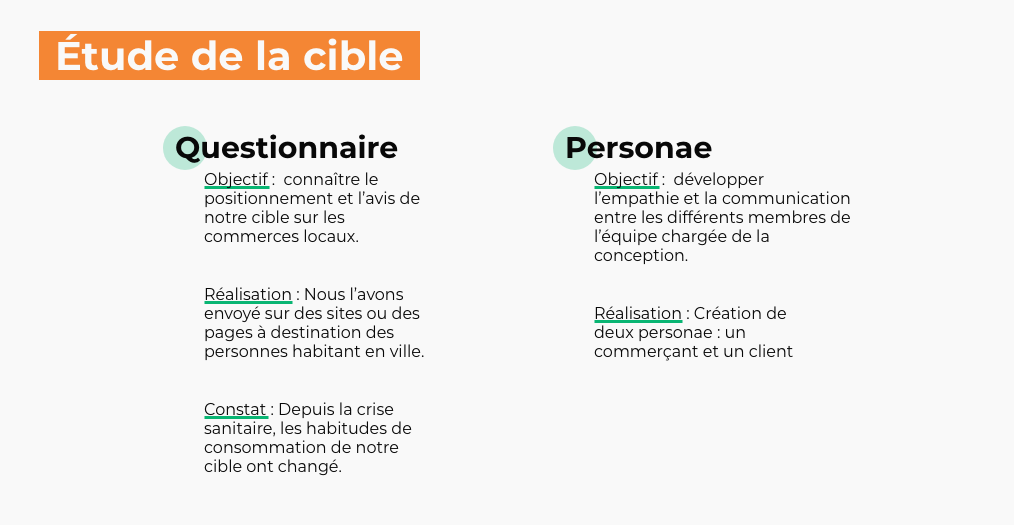 Étude de la cible
Questionnaire
Objectif :  connaître le
positionnement et l’avis de
notre cible sur les
commerces locaux.
Réalisation : Nous l’avons
envoyé sur des sites ou des
pages à destination des
personnes habitant en ville.
Constat : Depuis la crise
sanitaire, les habitudes de
consommation de notre
cible ont changé.
Personae
Objectif :  développer
l’empathie et la communication
entre les différents membres de
l’équipe chargée de la
conception.
Réalisation : Création de
deux personae : un
commerçant et un client